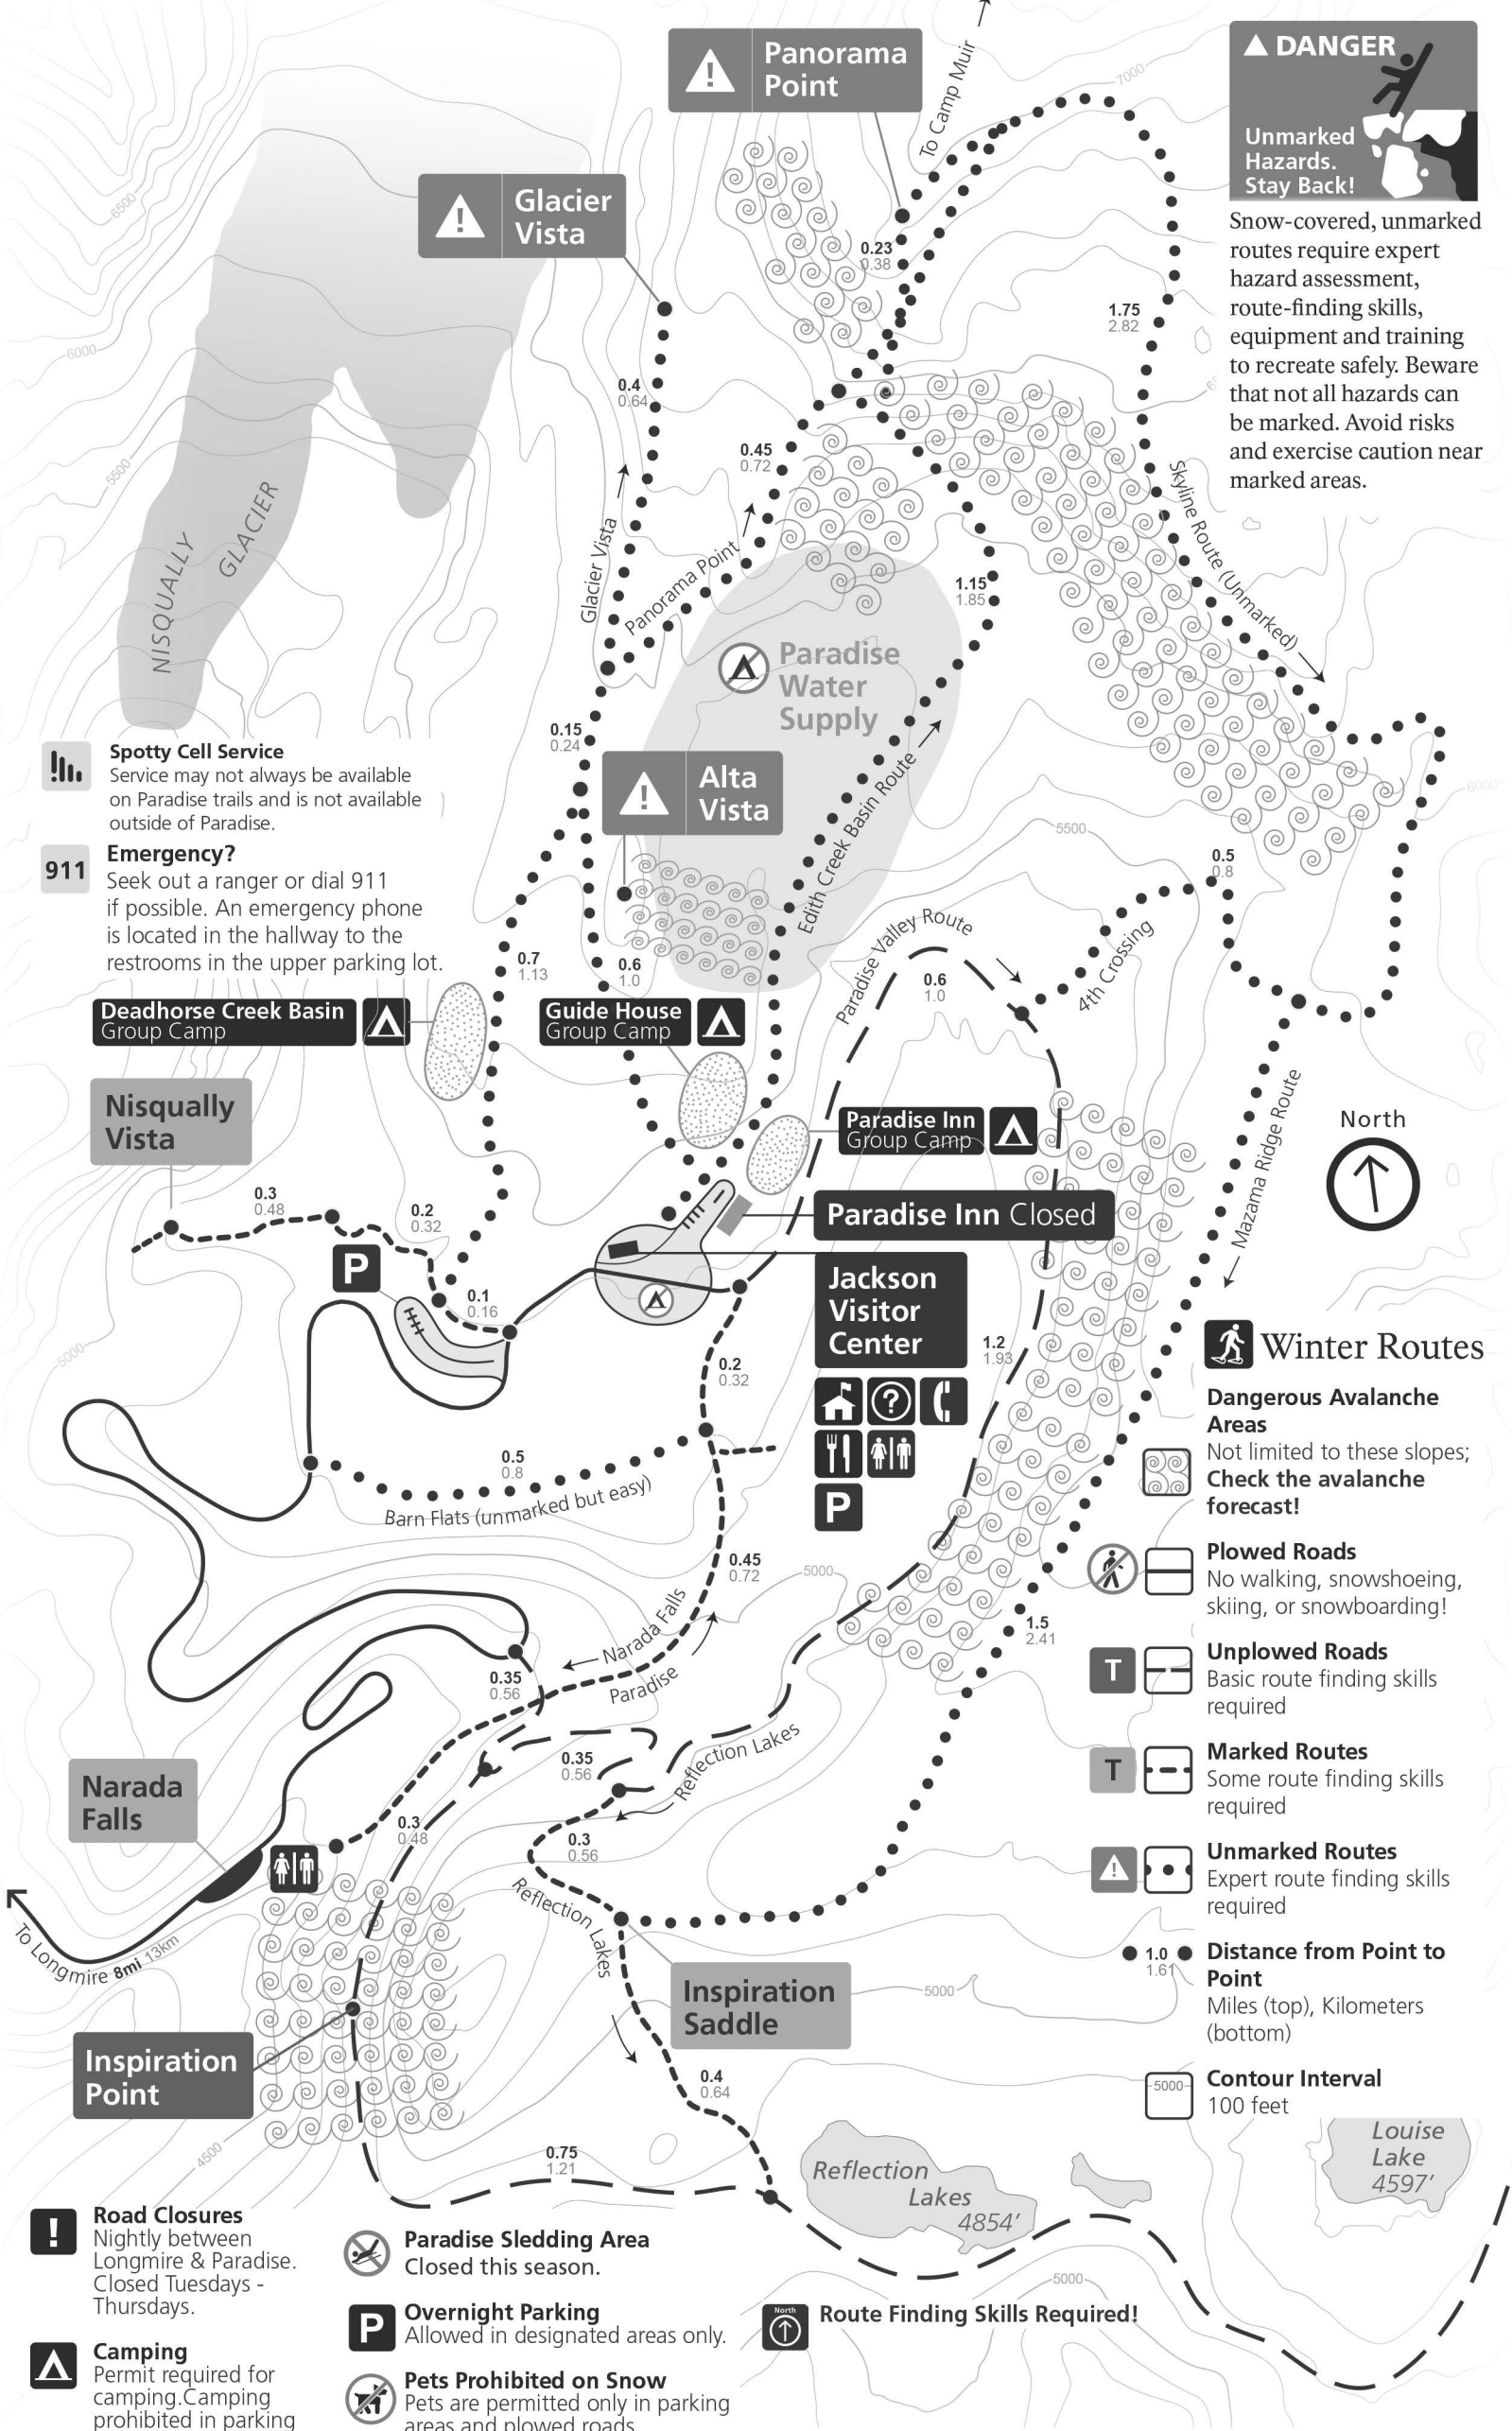 Panorama
Point
To Camp Muir
7000
DANGER
Unmarked
Hazards.
Stay Back!
Snow-covered, unmarked
routes require expert
hazard assessment,
route-finding skills,
equipment and training
to recreate safely. Beware
that not all hazards can
be marked. Avoid risks
and exercise caution near
marked areas.
Glacier
Vista
6500
6000
5500
NISQUALLY
GLACIER
0.23
0.38
1.75
2.82
0.4
0.64
0.45
0.72
Glacier Vista
Panorama Point
1.15
1.85
Skyline Route (Unmarked)
Paradise
Water
Supply
0.15
0.24
Alta
Vista
Edith Creek Basin Route
Spotty Cell Service
Service may not always be available
on Paradise trails and is not available
outside of Paradise.
911
Emergency?
Seek out a ranger or dial 911
if possible. An emergency phone
is located in the hallway to the
restrooms in the upper parking lot.
6000
5500
0.5
0.8
Paradise Valley Route
4th Crossing
0.7
1.13
0.6
1.0
0.6
1.0
Deadhorse Creek Basin
Group Camp
Guide House
Group Camp
Nisqually
Vista
Paradise Inn
Group Camp
Mazama Ridge Route
North
0.3
0.48
0.2
0.32
Paradise Inn Closed
P
0.1
0.16
Jackson
Visitor
Center
?
P
5000
0.2
0.32
1.2
1.93
0.5
0.8
Barn Flats (unmarked but easy)
Winter Routes
Dangerous Avalanche
Areas
Not limited to these slopes;
Check the avalanche
forecast!
Plowed Roads
No walking, snowshoeing,
skiing, or snowboarding!
T
Unplowed Roads
Basic route finding skills
required
T
Marked Routes
Some route finding skills
required
Unmarked Routes
Expert route finding skills
required
1.0
1.61
Distance from Point to
Point
Miles (top), Kilometers
(bottom)
5000
Contour Interval
100 feet
0.45
0.72
5000
Narada Falls
Paradise
1.5
2.41
0.35
0.56
0.35
0.56
Reflection Lakes
Narada
Falls
0.3
0.48
0.3
0.56
Reflection Lakes
To Longmire 8mi 13km
Inspiration
Saddle
5000
Inspiration
Point
0.4
0.64
4500
0.75
1.21
Reflection
Lakes
4854'
Louise
Lake
4597'
5000
!
Road Closures
Nightly between
Longmire & Paradise.
Closed Tuesdays -
Thursdays.
Camping
Permit required for
camping.Camping
prohibited in parking
Paradise Sledding Area
Closed this season.
P
Overnight Parking
Allowed in designated areas only.
Pets Prohibited on Snow
Pets are permitted only in parking
areas and plowed roads
North
Route Finding Skills Required!